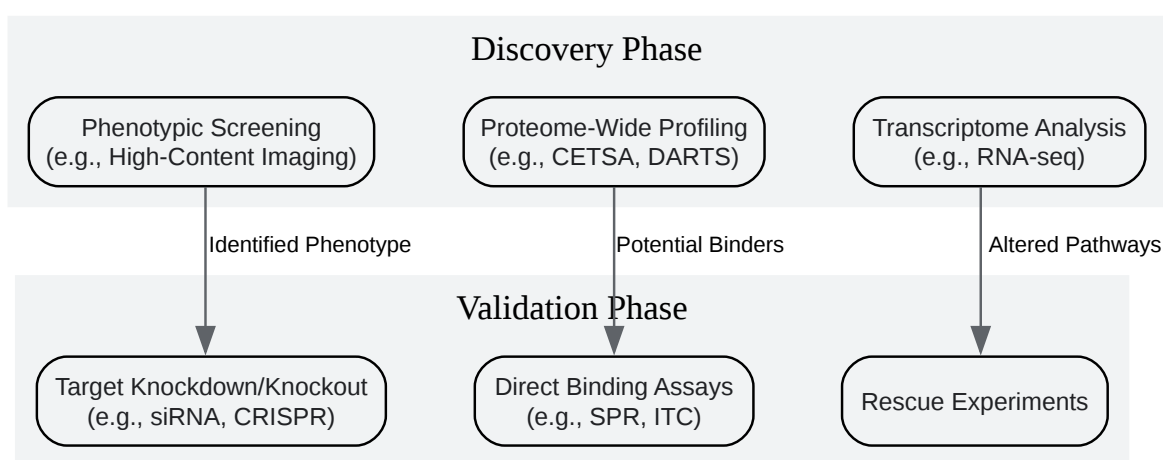 Discovery Phase
Phenotypic Screening
(e.g., High-Content Imaging)
Proteome-Wide Profiling
(e.g., CETSA, DARTS)
Transcriptome Analysis
(e.g., RNA-seq)
Identified Phenotype
Potential Binders
Altered Pathways
Validation Phase
Target Knockdown/Knockout
(e.g., siRNA, CRISPR)
Direct Binding Assays
(e.g., SPR, ITC)
Rescue Experiments